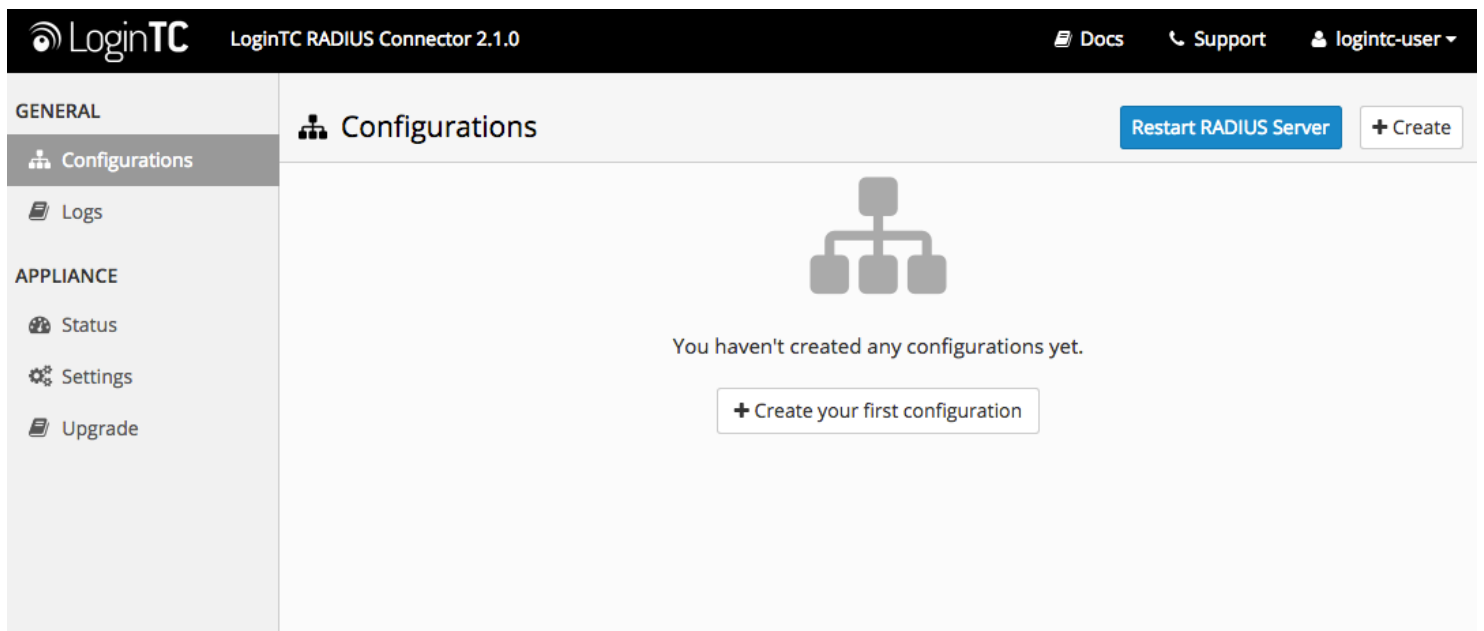 LoginTC LoginTC RADIUS Connector 2.1.0 Docs Support logintc-user
GENERAL
Configurations
Logs
APPLIANCE
Status
Settings
Upgrade
Configurations Restart RADIUS Server + Create
You haven't created any configurations yet.
+ Create your first configuration